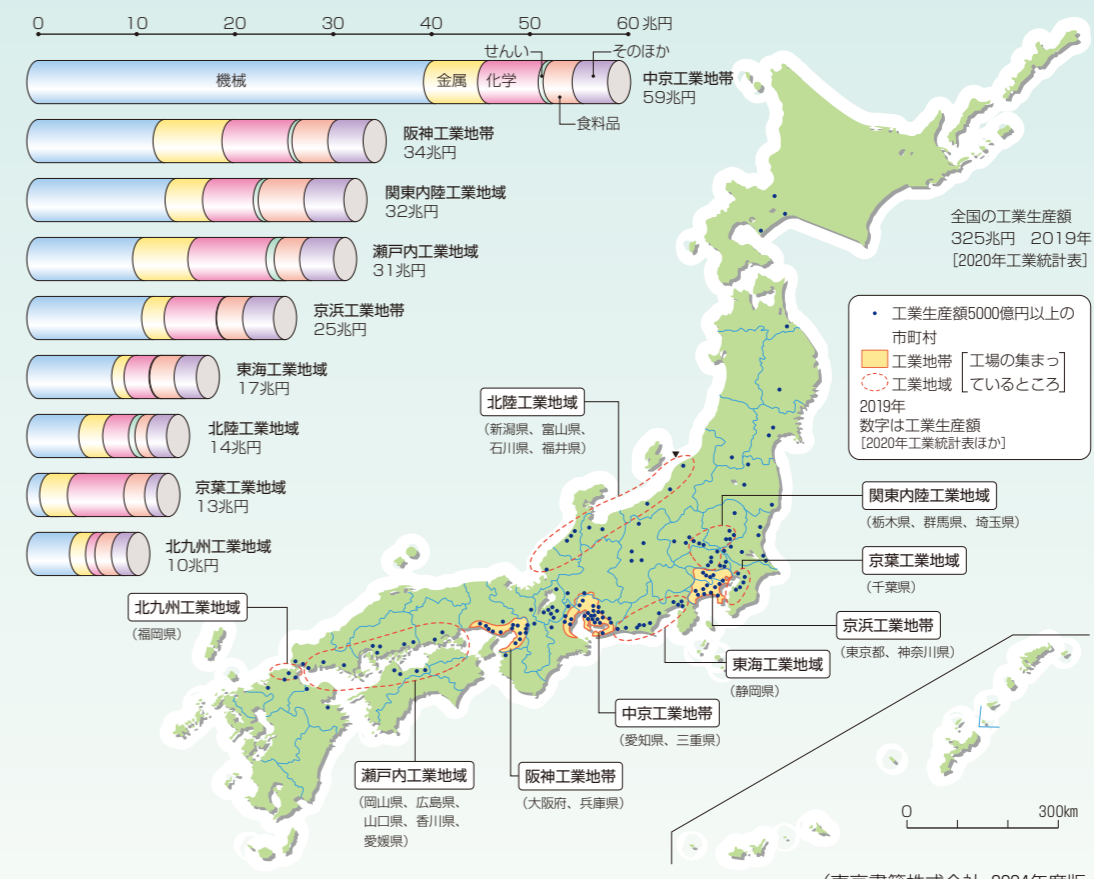 0 10 20 30 40 50 60 兆円
せんい そのほか
機械 金属 化学
食料品
中京工業地帯
59兆円
阪神工業地帯
34兆円
関東内陸工業地域
32兆円
瀬戸内工業地域
31兆円
京浜工業地帯
25兆円
東海工業地域
17兆円
北陸工業地域
14兆円
京葉工業地域
13兆円
北九州工業地域
10兆円
全国の工業生産額
325兆円 2019年
[2020年工業統計表]
・ 工業生産額5000億円以上の
市町村
工業地帯
工業地域
[工場の集まっ
ているところ]
2019年
数字は工業生産額
[2020年工業統計表ほか]
北陸工業地域
(新潟県、富山県、
石川県、福井県)
関東内陸工業地域
(栃木県、群馬県、埼玉県)
京葉工業地域
(千葉県)
京浜工業地帯
(東京都、神奈川県)
東海工業地域
(静岡県)
中京工業地帯
(愛知県、三重県)
阪神工業地帯
(大阪府、兵庫県)
瀬戸内工業地域
(岡山県、広島県、
山口県、香川県、
愛媛県)
北九州工業地域
(福岡県)
0 300km